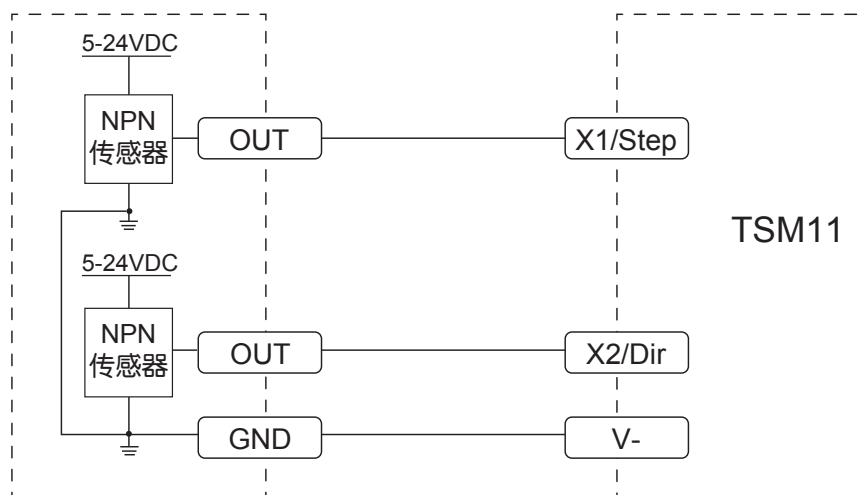 5-24VDC
NPN
传感器
OUT
X1/Step
TSM11
5-24VDC
NPN
传感器
OUT
X2/Dir
GND
V-